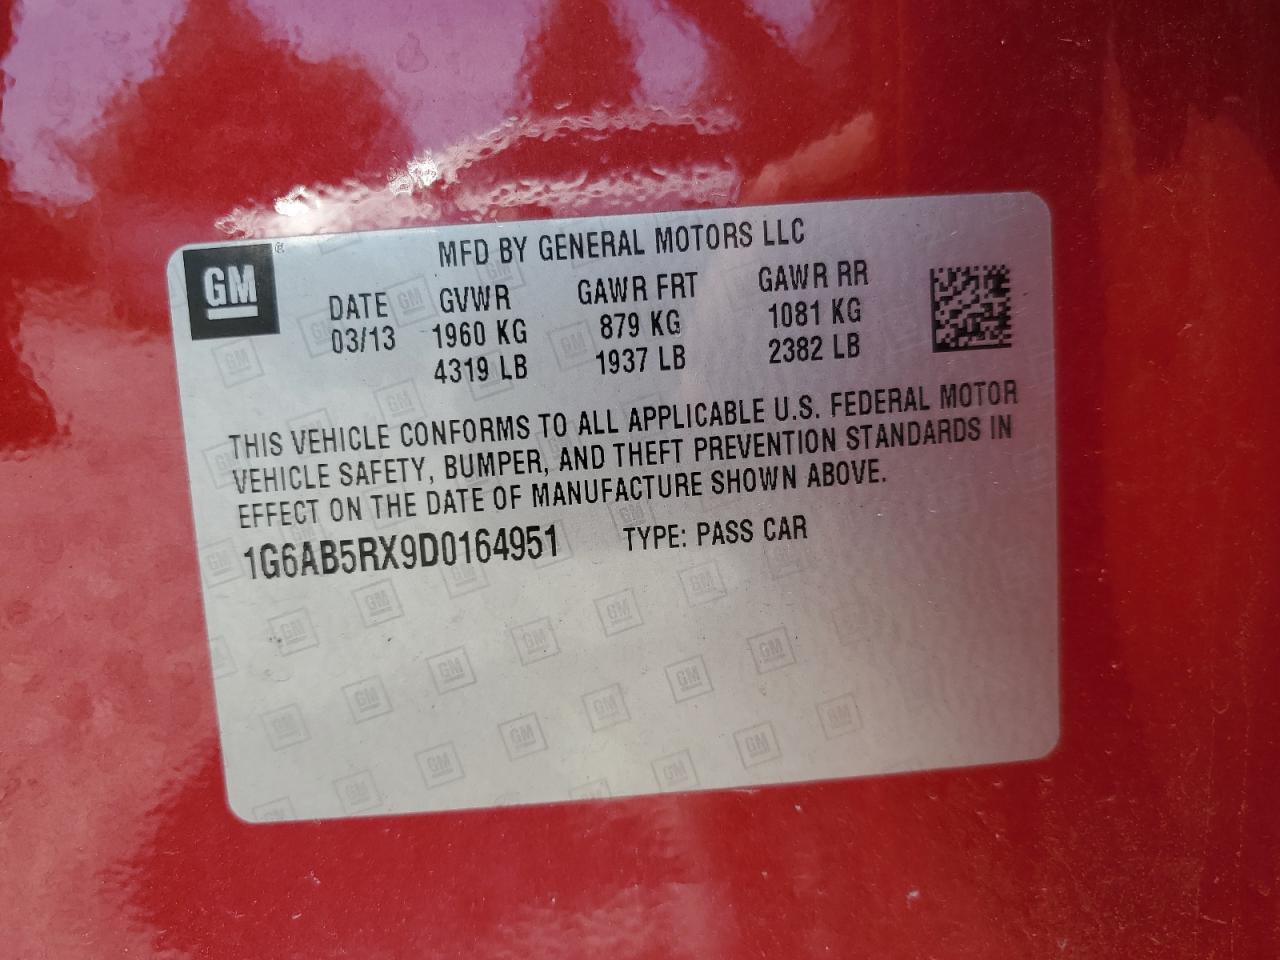 GM®
MFD BY GENERAL MOTORS LLC
DATE GVWR GAWR FRT GAWR RR
03/13 1960 KG 879 KG 1081 KG
4319 LB 1937 LB 2382 LB
THIS VEHICLE CONFORMS TO ALL APPLICABLE U.S. FEDERAL MOTOR
VEHICLE SAFETY, BUMPER, AND THEFT PREVENTION STANDARDS IN
EFFECT ON THE DATE OF MANUFACTURE SHOWN ABOVE.
1G6AB5RX9D0164951 TYPE: PASS CAR